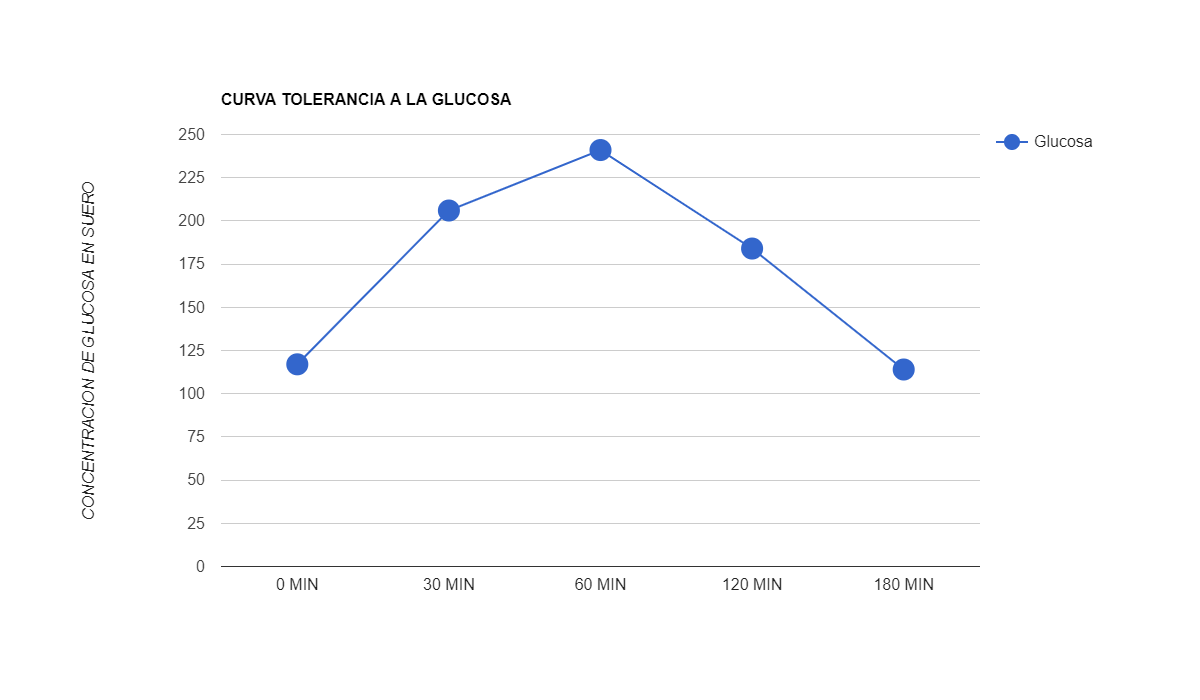 CURVA TOLERANCIA A LA GLUCOSA
Glucosa
CONCENTRACION DE GLUCOSA EN SUERO
250
225
200
175
150
125
100
75
50
25
0
0 MIN
30 MIN
60 MIN
120 MIN
180 MIN